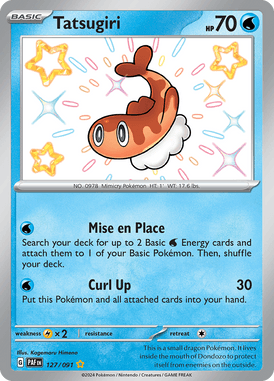 BASIC
Tatsugiri
HP 70
NO. 0978 Mimicry Pokémon HT: 1' WT: 17.6 lbs.
Mise en Place
Search your deck for up to 2 Basic Energy cards and
attach them to 1 of your Basic Pokémon. Then, shuffle
your deck.
Curl Up 30
Put this Pokémon and all attached cards into your hand.
weakness ×2 resistance retreat
Illus. Kagemaru Himeno
G PAF EN 127/091
This is a small dragon Pokémon. It lives
inside the mouth of Dondozo to protect
itself from enemies on the outside.
©2024 Pokémon / Nintendo / Creatures / GAME FREAK